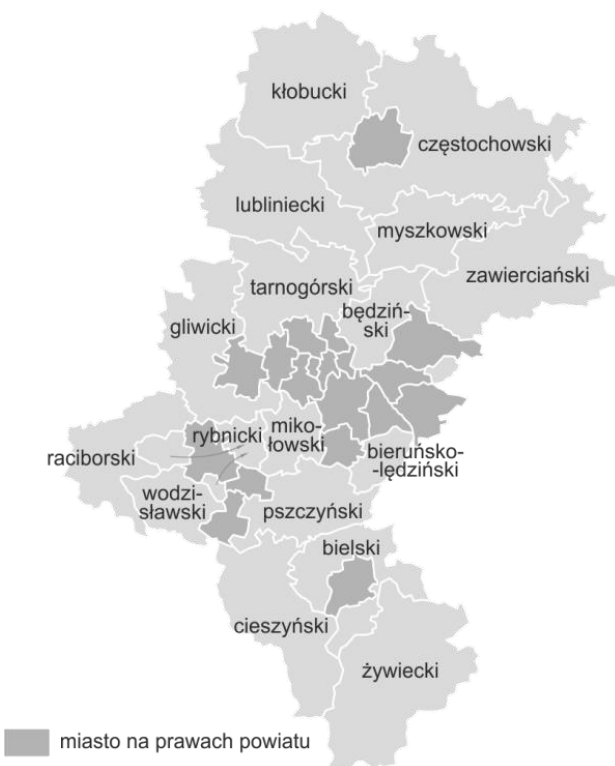 kłobucki
częstochowski
lubliniecki
myszkowski
zawierciański
tarnogórski
będziń-
ski
gliwicki
rybnicki
miko-
łowski
raciborski
bieruńsko-
-lędziński
wodzi-
sławski
pszczyński
bielski
cieszyński
żywiecki
miasto na prawach powiatu